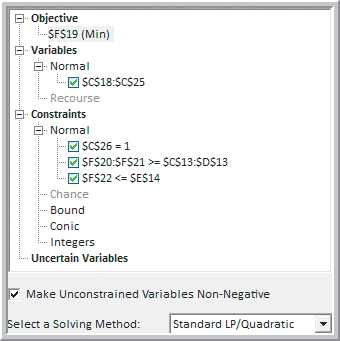 Objective
$F$19 (Min)
Variables
Normal
$C$18:$C$25
Recourse
Constraints
Normal
$C$26 = 1
$F$20:$F$21 >= $C$13:$D$13
$F$22 <= $E$14
Chance
Bound
Conic
Integers
Uncertain Variables
Make Unconstrained Variables Non-Negative
Select a Solving Method: Standard LP/Quadratic